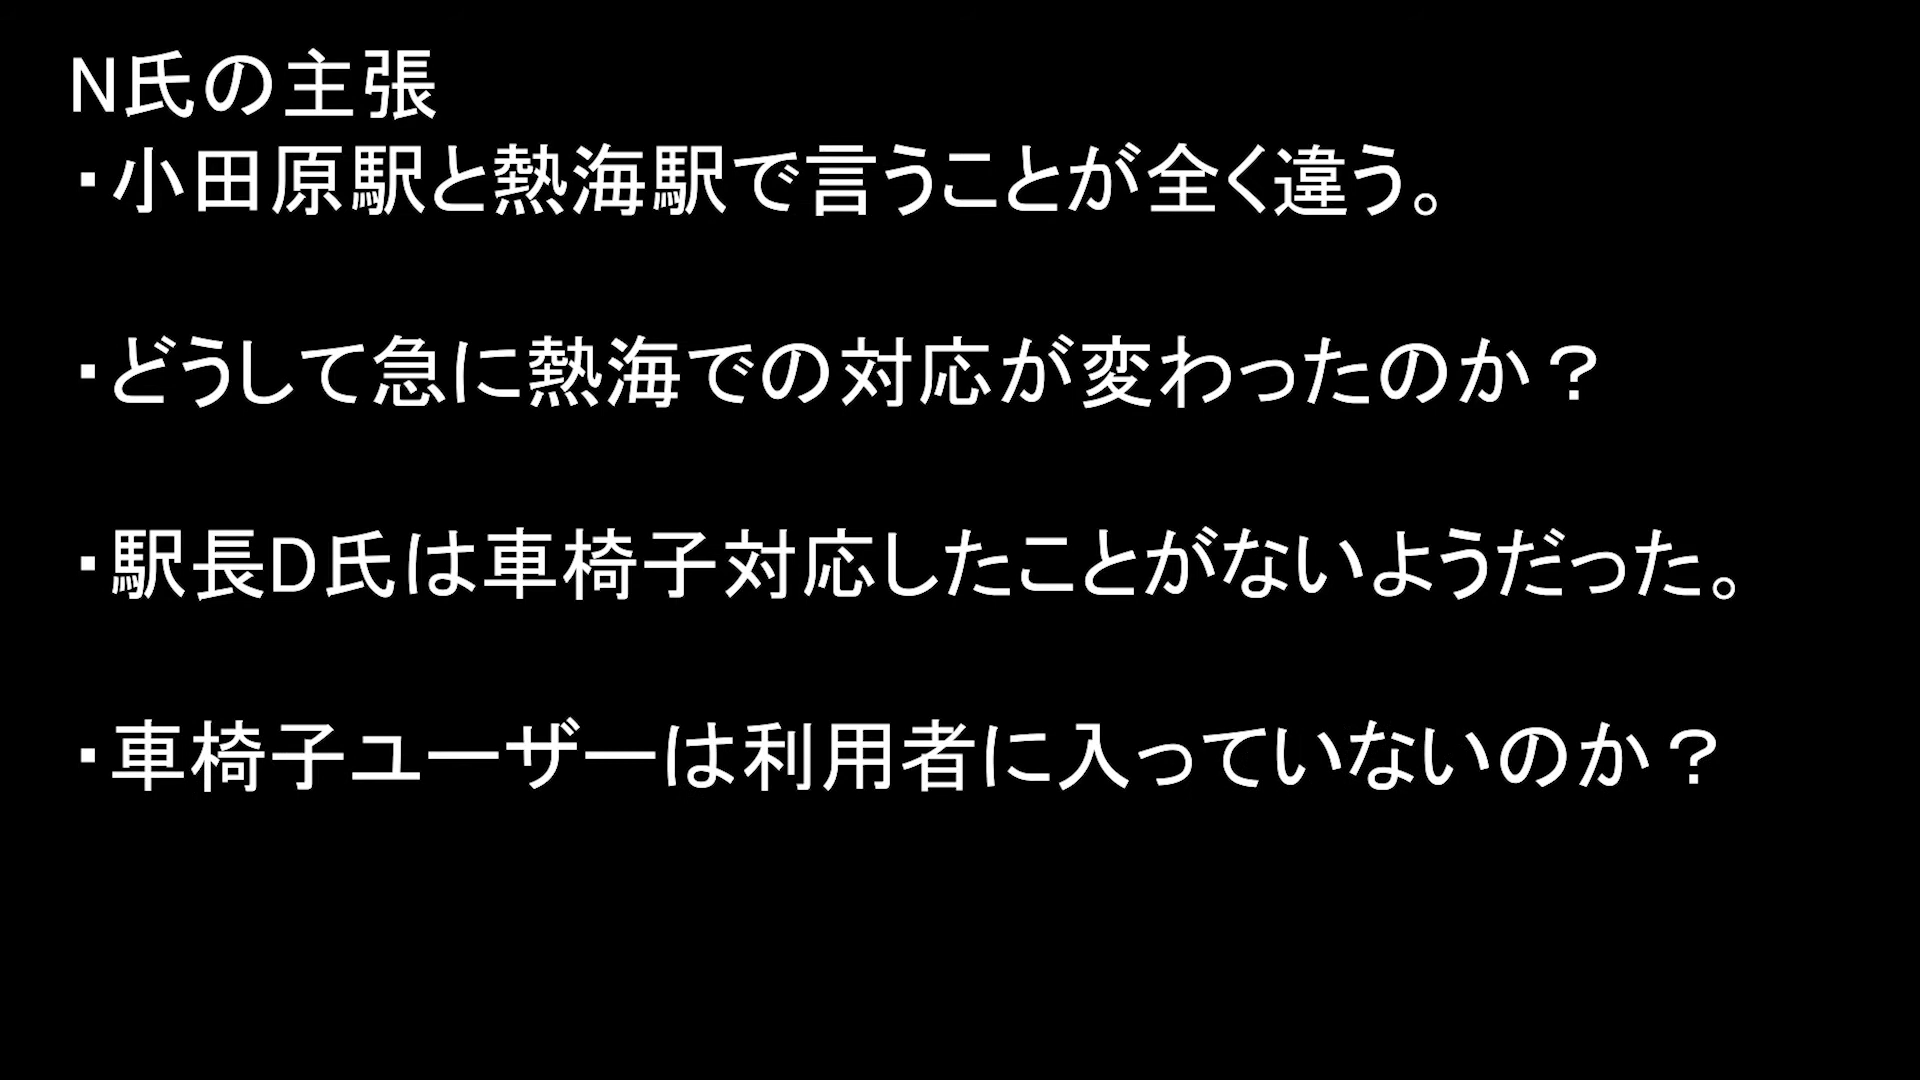 N氏の主張
・小田原駅と熱海駅で言うことが全く違う。
・どうして急に熱海での対応が変わったのか？
・駅長D氏は車椅子対応したことがないようだった。
・車椅子ユーザーは利用者に入っていないのか？